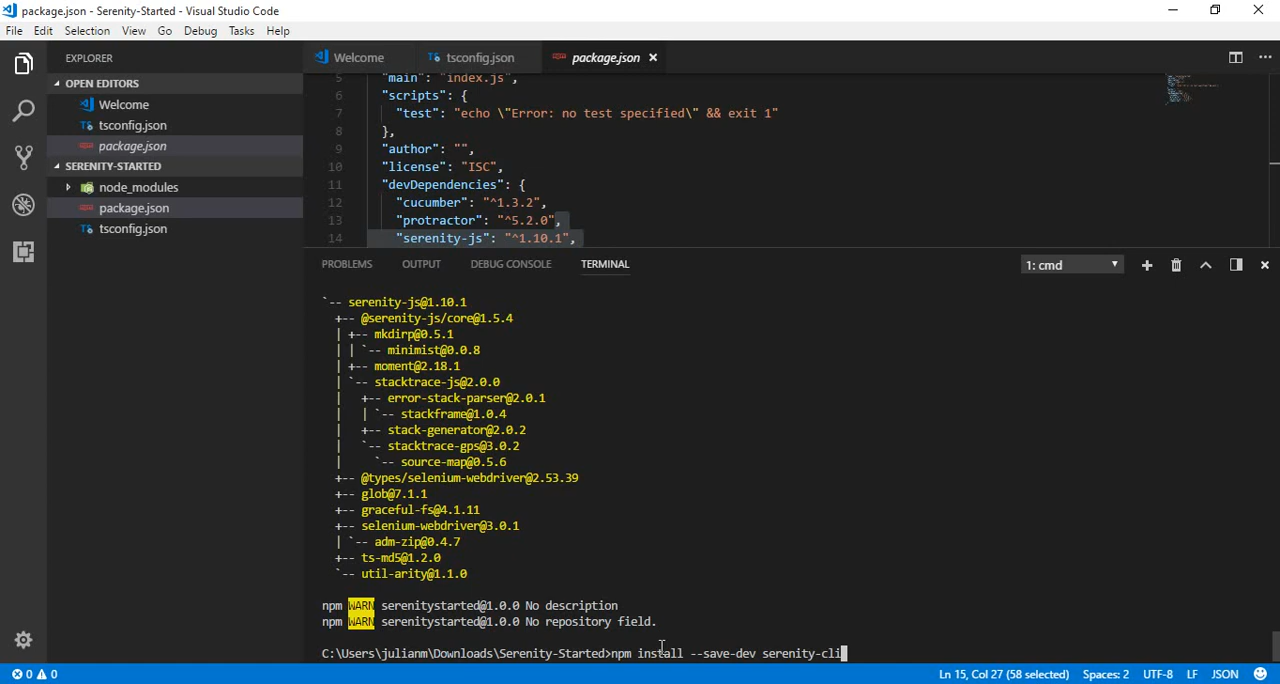 package.json - Serenity-Started - Visual Studio Code
File Edit Selection View Go Debug Tasks Help
EXPLORER
OPEN EDITORS
Welcome
tsconfig.json
package.json
SERENITY-STARTED
node_modules
package.json
tsconfig.json
Welcome tsconfig.json package.json
5 "main": "index.js",
6 "scripts": {
7 "test": "echo \"Error: no test specified\" && exit 1"
8 },
9 "author": "",
10 "license": "ISC",
11 "devDependencies": {
12 "cucumber": "^1.3.2",
13 "protractor": "^5.2.0",
14 "serenity-js": "^1.10.1",
PROBLEMS OUTPUT DEBUG CONSOLE TERMINAL 1: cmd
`-- serenity-js@1.10.1
+-- @serenity-js/core@1.5.4
| +-- mkdirp@0.5.1
| | `-- minimist@0.0.8
| +-- moment@2.18.1
| `-- stacktrace-js@2.0.0
|   +-- error-stack-parser@2.0.1
|   | `-- stackframe@1.0.4
|   +-- stack-generator@2.0.2
|   `-- stacktrace-gps@3.0.2
|     `-- source-map@0.5.6
+-- @types/selenium-webdriver@2.53.39
+-- glob@7.1.1
+-- graceful-fs@4.1.11
+-- selenium-webdriver@3.0.1
| `-- adm-zip@0.4.7
+-- ts-md5@1.2.0
`-- util-arity@1.1.0
npm WARN serenitystarted@1.0.0 No description
npm WARN serenitystarted@1.0.0 No repository field.
C:\Users\julianm\Downloads\Serenity-Started>npm install --save-dev serenity-cli
0 0 Ln 15, Col 27 (58 selected) Spaces: 2 UTF-8 LF JSON